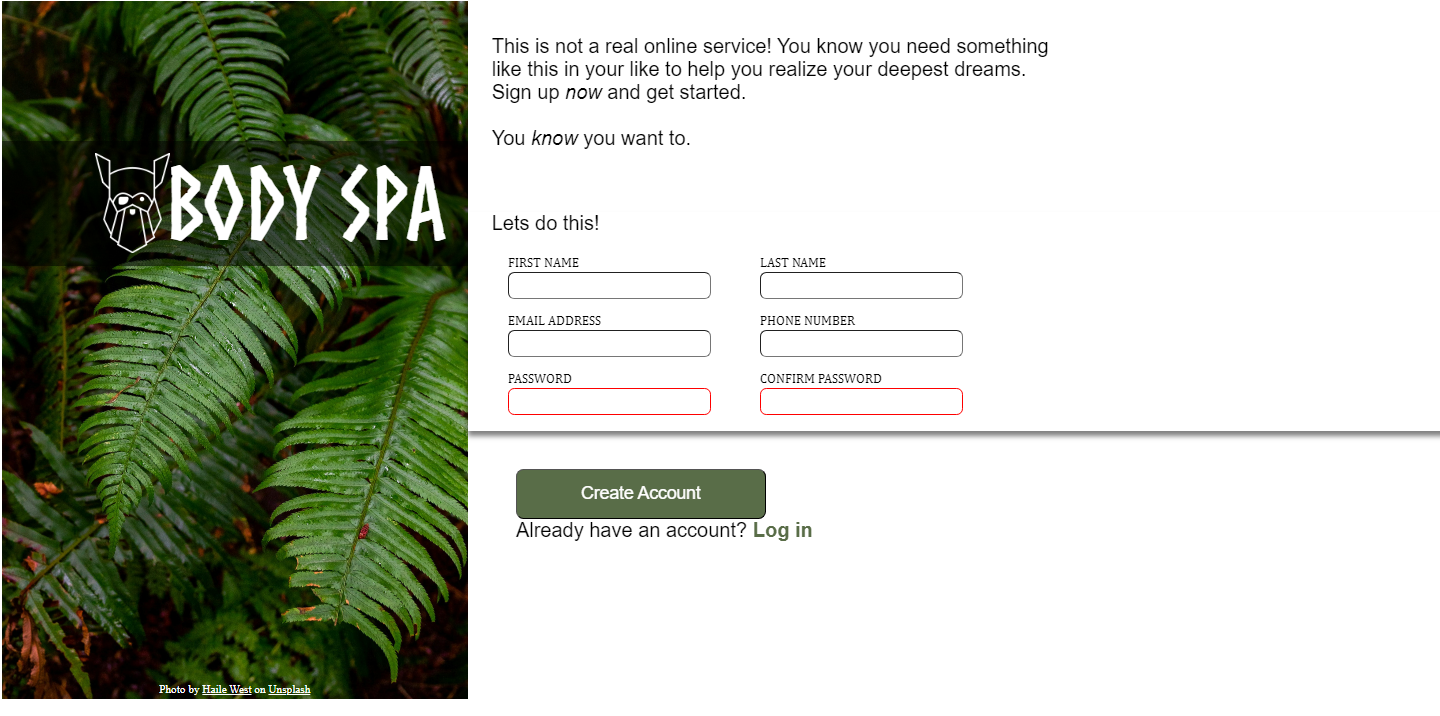 BODY SPA
Photo by Haile West on Unsplash
This is not a real online service! You know you need something
like this in your like to help you realize your deepest dreams.
Sign up now and get started.
You know you want to.
Lets do this!
FIRST NAME
LAST NAME
EMAIL ADDRESS
PHONE NUMBER
PASSWORD
CONFIRM PASSWORD
Create Account
Already have an account? Log in